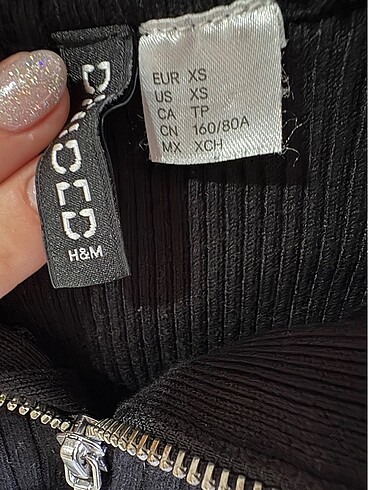 DIVIDED
H&M
EUR XS
US XS
CA TP
CN 160/80A
MX XCH